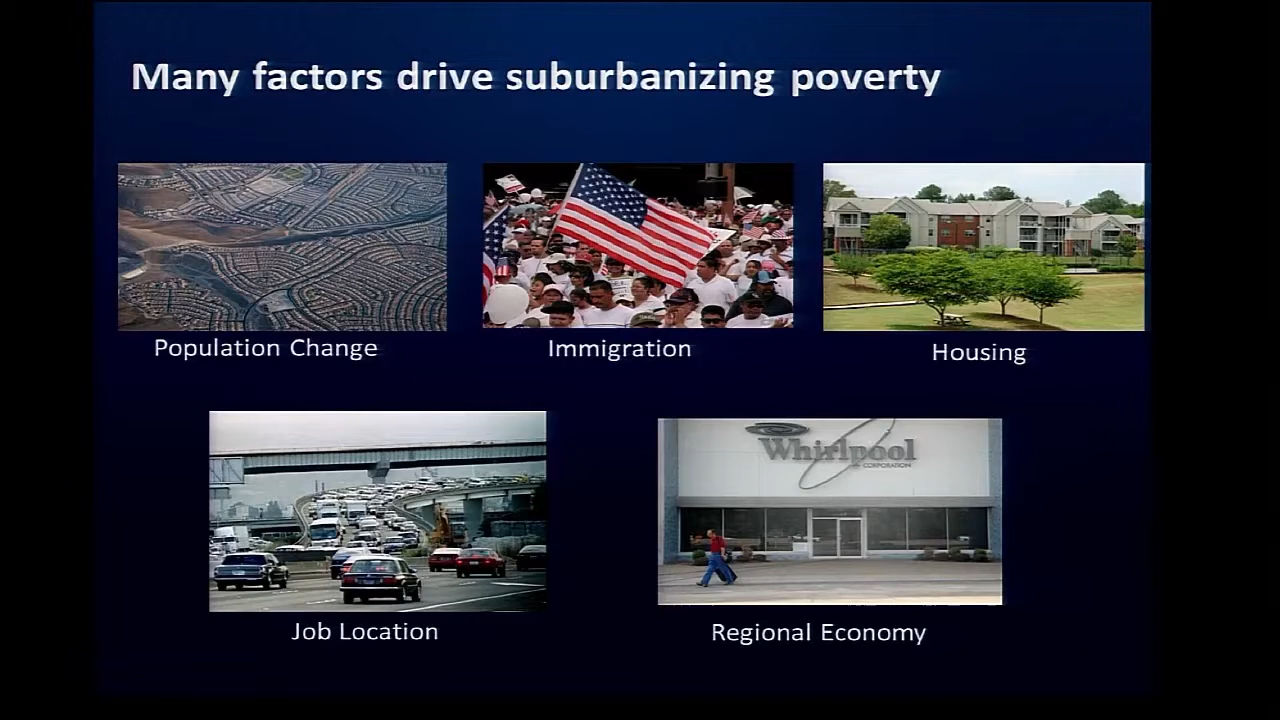 Many factors drive suburbanizing poverty
Population Change
Immigration
Housing
Whirlpool
CORPORATION
Job Location
Regional Economy